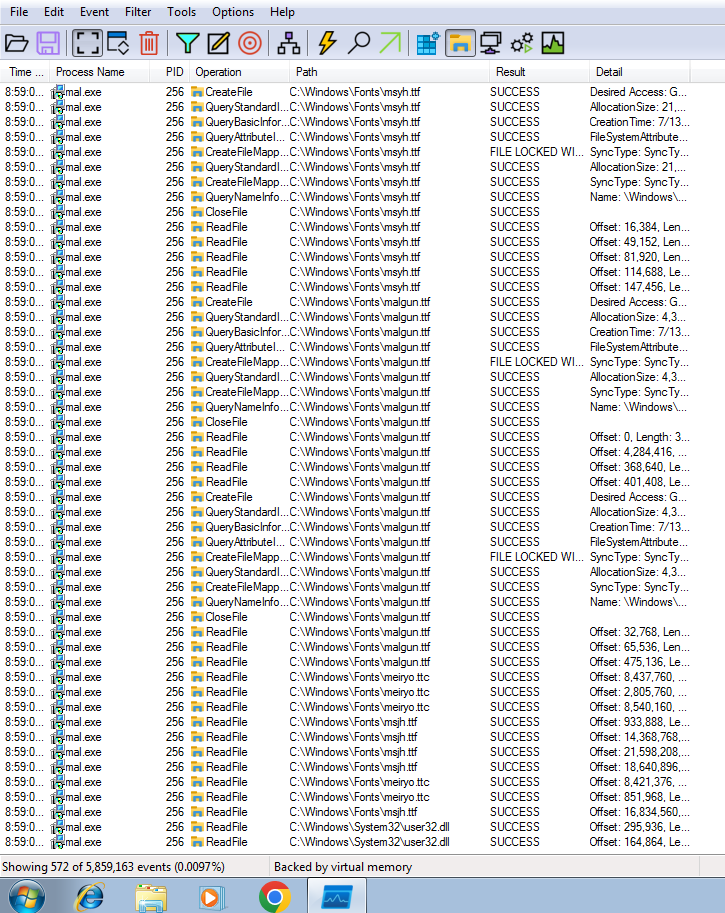 File Edit Event Filter Tools Options Help
Time ... Process Name PID Operation Path Result Detail
8:59:0... mal.exe 256 CreateFile C:\Windows\Fonts\msyh.ttf SUCCESS Desired Access: G...
8:59:0... mal.exe 256 QueryStandardI... C:\Windows\Fonts\msyh.ttf SUCCESS AllocationSize: 21,...
8:59:0... mal.exe 256 QueryBasicInfor... C:\Windows\Fonts\msyh.ttf SUCCESS CreationTime: 7/13...
8:59:0... mal.exe 256 QueryAttributeI... C:\Windows\Fonts\msyh.ttf SUCCESS FileSystemAttribute...
8:59:0... mal.exe 256 CreateFileMapp... C:\Windows\Fonts\msyh.ttf FILE LOCKED WI... SyncType: SyncTy...
8:59:0... mal.exe 256 QueryStandardI... C:\Windows\Fonts\msyh.ttf SUCCESS AllocationSize: 21,...
8:59:0... mal.exe 256 CreateFileMapp... C:\Windows\Fonts\msyh.ttf SUCCESS SyncType: SyncTy...
8:59:0... mal.exe 256 QueryNameInfo... C:\Windows\Fonts\msyh.ttf SUCCESS Name: \Windows\...
8:59:0... mal.exe 256 CloseFile C:\Windows\Fonts\msyh.ttf SUCCESS
8:59:0... mal.exe 256 ReadFile C:\Windows\Fonts\msyh.ttf SUCCESS Offset: 16,384, Len...
8:59:0... mal.exe 256 ReadFile C:\Windows\Fonts\msyh.ttf SUCCESS Offset: 49,152, Len...
8:59:0... mal.exe 256 ReadFile C:\Windows\Fonts\msyh.ttf SUCCESS Offset: 81,920, Len...
8:59:0... mal.exe 256 ReadFile C:\Windows\Fonts\msyh.ttf SUCCESS Offset: 114,688, Le...
8:59:0... mal.exe 256 ReadFile C:\Windows\Fonts\msyh.ttf SUCCESS Offset: 147,456, Le...
8:59:0... mal.exe 256 CreateFile C:\Windows\Fonts\malgun.ttf SUCCESS Desired Access: G...
8:59:0... mal.exe 256 QueryStandardI... C:\Windows\Fonts\malgun.ttf SUCCESS AllocationSize: 4,3...
8:59:0... mal.exe 256 QueryBasicInfor... C:\Windows\Fonts\malgun.ttf SUCCESS CreationTime: 7/13...
8:59:0... mal.exe 256 QueryAttributeI... C:\Windows\Fonts\malgun.ttf SUCCESS FileSystemAttribute...
8:59:0... mal.exe 256 CreateFileMapp... C:\Windows\Fonts\malgun.ttf FILE LOCKED WI... SyncType: SyncTy...
8:59:0... mal.exe 256 QueryStandardI... C:\Windows\Fonts\malgun.ttf SUCCESS AllocationSize: 4,3...
8:59:0... mal.exe 256 CreateFileMapp... C:\Windows\Fonts\malgun.ttf SUCCESS SyncType: SyncTy...
8:59:0... mal.exe 256 QueryNameInfo... C:\Windows\Fonts\malgun.ttf SUCCESS Name: \Windows\...
8:59:0... mal.exe 256 CloseFile C:\Windows\Fonts\malgun.ttf SUCCESS
8:59:0... mal.exe 256 ReadFile C:\Windows\Fonts\malgun.ttf SUCCESS Offset: 0, Length: 3...
8:59:0... mal.exe 256 ReadFile C:\Windows\Fonts\malgun.ttf SUCCESS Offset: 4,284,416, ...
8:59:0... mal.exe 256 ReadFile C:\Windows\Fonts\malgun.ttf SUCCESS Offset: 368,640, Le...
8:59:0... mal.exe 256 ReadFile C:\Windows\Fonts\malgun.ttf SUCCESS Offset: 401,408, Le...
8:59:0... mal.exe 256 CreateFile C:\Windows\Fonts\malgun.ttf SUCCESS Desired Access: G...
8:59:0... mal.exe 256 QueryStandardI... C:\Windows\Fonts\malgun.ttf SUCCESS AllocationSize: 4,3...
8:59:0... mal.exe 256 QueryBasicInfor... C:\Windows\Fonts\malgun.ttf SUCCESS CreationTime: 7/13...
8:59:0... mal.exe 256 QueryAttributeI... C:\Windows\Fonts\malgun.ttf SUCCESS FileSystemAttribute...
8:59:0... mal.exe 256 CreateFileMapp... C:\Windows\Fonts\malgun.ttf FILE LOCKED WI... SyncType: SyncTy...
8:59:0... mal.exe 256 QueryStandardI... C:\Windows\Fonts\malgun.ttf SUCCESS AllocationSize: 4,3...
8:59:0... mal.exe 256 CreateFileMapp... C:\Windows\Fonts\malgun.ttf SUCCESS SyncType: SyncTy...
8:59:0... mal.exe 256 QueryNameInfo... C:\Windows\Fonts\malgun.ttf SUCCESS Name: \Windows\...
8:59:0... mal.exe 256 CloseFile C:\Windows\Fonts\malgun.ttf SUCCESS
8:59:0... mal.exe 256 ReadFile C:\Windows\Fonts\malgun.ttf SUCCESS Offset: 32,768, Len...
8:59:0... mal.exe 256 ReadFile C:\Windows\Fonts\malgun.ttf SUCCESS Offset: 65,536, Len...
8:59:0... mal.exe 256 ReadFile C:\Windows\Fonts\malgun.ttf SUCCESS Offset: 475,136, Le...
8:59:0... mal.exe 256 ReadFile C:\Windows\Fonts\meiryo.ttc SUCCESS Offset: 8,437,760, ...
8:59:0... mal.exe 256 ReadFile C:\Windows\Fonts\meiryo.ttc SUCCESS Offset: 2,805,760, ...
8:59:0... mal.exe 256 ReadFile C:\Windows\Fonts\meiryo.ttc SUCCESS Offset: 8,540,160, ...
8:59:0... mal.exe 256 ReadFile C:\Windows\Fonts\msjh.ttf SUCCESS Offset: 933,888, Le...
8:59:0... mal.exe 256 ReadFile C:\Windows\Fonts\msjh.ttf SUCCESS Offset: 14,368,768,...
8:59:0... mal.exe 256 ReadFile C:\Windows\Fonts\msjh.ttf SUCCESS Offset: 21,598,208,...
8:59:0... mal.exe 256 ReadFile C:\Windows\Fonts\msjh.ttf SUCCESS Offset: 18,640,896,...
8:59:0... mal.exe 256 ReadFile C:\Windows\Fonts\meiryo.ttc SUCCESS Offset: 8,421,376, ...
8:59:0... mal.exe 256 ReadFile C:\Windows\Fonts\meiryo.ttc SUCCESS Offset: 851,968, Le...
8:59:0... mal.exe 256 ReadFile C:\Windows\Fonts\msjh.ttf SUCCESS Offset: 16,834,560,...
8:59:0... mal.exe 256 ReadFile C:\Windows\System32\user32.dll SUCCESS Offset: 295,936, Le...
8:59:0... mal.exe 256 ReadFile C:\Windows\System32\user32.dll SUCCESS Offset: 164,864, Le...
Showing 572 of 5,859,163 events (0.0097%) Backed by virtual memory